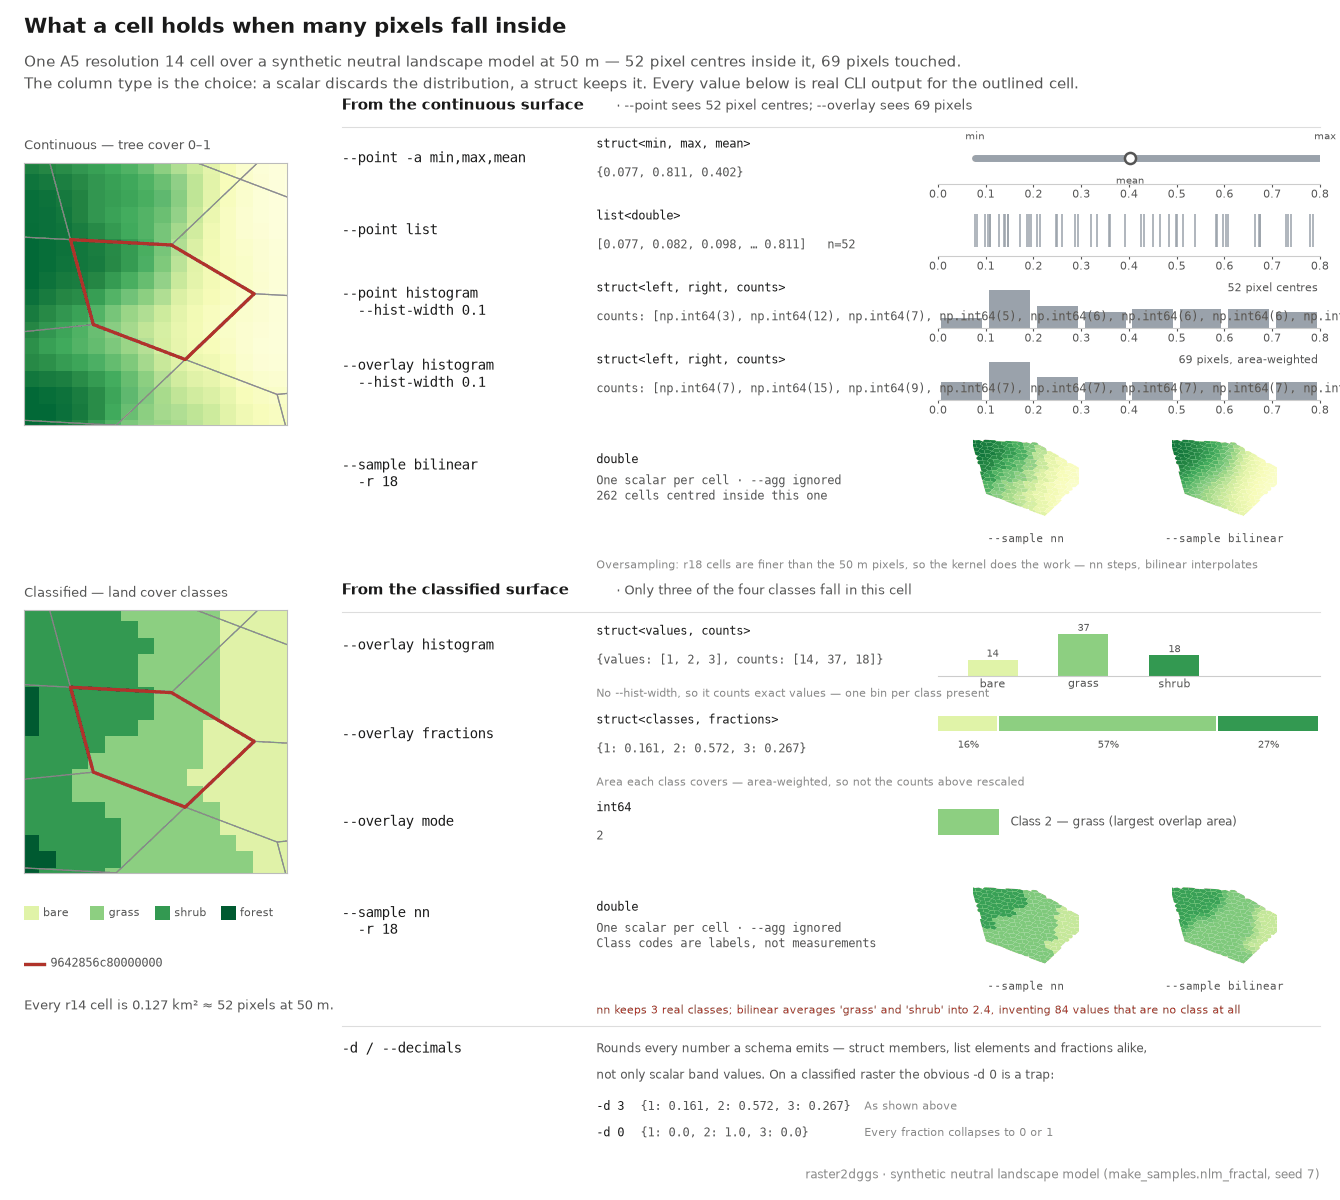 What a cell holds when many pixels fall inside
One A5 resolution 14 cell over a synthetic neutral landscape model at 50 m — 52 pixel centres inside it, 69 pixels touched.
The column type is the choice: a scalar discards the distribution, a struct keeps it. Every value below is real CLI output for the outlined cell.
From the continuous surface · --point sees 52 pixel centres; --overlay sees 69 pixels
Continuous — tree cover 0–1
--point -a min,max,mean
struct<min, max, mean>
{0.077, 0.811, 0.402}
min max
mean
0.0 0.1 0.2 0.3 0.4 0.5 0.6 0.7 0.8
--point list
list<double>
[0.077, 0.082, 0.098, … 0.811] n=52
0.0 0.1 0.2 0.3 0.4 0.5 0.6 0.7 0.8
--point histogram
--hist-width 0.1
struct<left, right, counts>
52 pixel centres
counts: [np.int64(3), np.int64(12), np.int64(7), np.int64(5), np.int64(6), np.int64(6), np.int64(6), np.in
0.0 0.1 0.2 0.3 0.4 0.5 0.6 0.7 0.8
--overlay histogram
--hist-width 0.1
struct<left, right, counts>
69 pixels, area-weighted
counts: [np.int64(7), np.int64(15), np.int64(9), np.int64(7), np.int64(7), np.int64(7), np.int64(7), np.in
0.0 0.1 0.2 0.3 0.4 0.5 0.6 0.7 0.8
--sample bilinear
-r 18
double
One scalar per cell · --agg ignored
262 cells centred inside this one
--sample nn --sample bilinear
Oversampling: r18 cells are finer than the 50 m pixels, so the kernel does the work — nn steps, bilinear interpolates
From the classified surface · Only three of the four classes fall in this cell
Classified — land cover classes
--overlay histogram
struct<values, counts>
{values: [1, 2, 3], counts: [14, 37, 18]}
14 37 18
bare grass shrub
No --hist-width, so it counts exact values — one bin per class present
--overlay fractions
struct<classes, fractions>
{1: 0.161, 2: 0.572, 3: 0.267}
16% 57% 27%
Area each class covers — area-weighted, so not the counts above rescaled
--overlay mode
int64
2
Class 2 — grass (largest overlap area)
bare grass shrub forest
--sample nn
-r 18
double
One scalar per cell · --agg ignored
Class codes are labels, not measurements
--sample nn --sample bilinear
9642856c80000000
Every r14 cell is 0.127 km² ≈ 52 pixels at 50 m.
nn keeps 3 real classes; bilinear averages 'grass' and 'shrub' into 2.4, inventing 84 values that are no class at all
-d / --decimals
Rounds every number a schema emits — struct members, list elements and fractions alike,
not only scalar band values. On a classified raster the obvious -d 0 is a trap:
-d 3 {1: 0.161, 2: 0.572, 3: 0.267} As shown above
-d 0 {1: 0.0, 2: 1.0, 3: 0.0} Every fraction collapses to 0 or 1
raster2dggs · synthetic neutral landscape model (make_samples.nlm_fractal, seed 7)